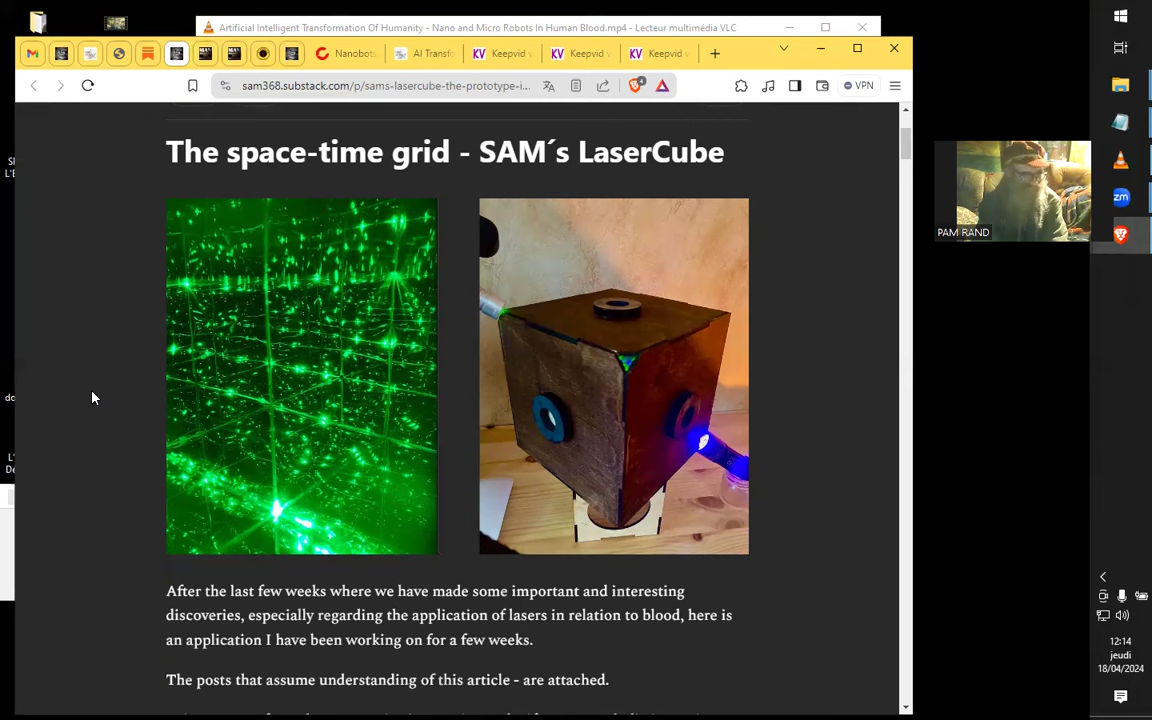 Artificial Intelligent Transformation Of Humanity - Nano and Micro Robots In Human Blood.mp4 - Lecteur multimédia VLC
Nanobots
AI Transf
Keepvid v
Keepvid v
Keepvid v
sam368.substack.com/p/sams-lasercube-the-prototype-i...
4
VPN
The space-time grid - SAM´s LaserCube
PAM RAND
zm
After the last few weeks where we have made some important and interesting
discoveries, especially regarding the application of lasers in relation to blood, here is
an application I have been working on for a few weeks.
The posts that assume understanding of this article - are attached.
12:14
jeudi
18/04/2024